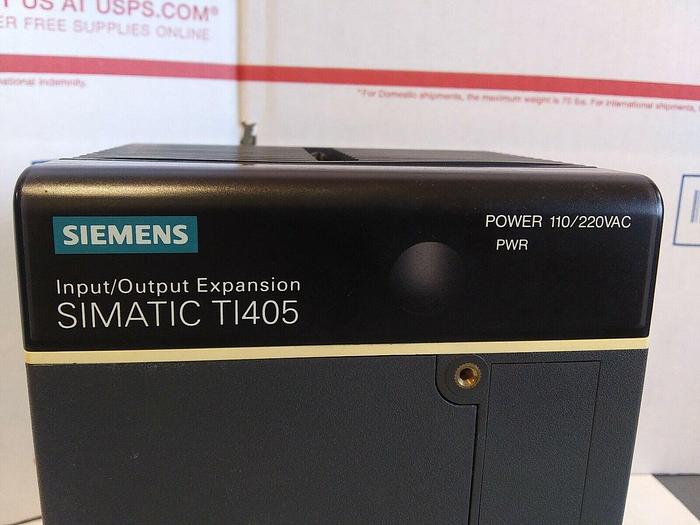 US AT USPS.COM®
ER FREE SUPPLIES ONLINE
national indemnity.
*For Domestic shipments, the maximum weight is 70 lbs. For international shipments,
SIEMENS
POWER 110/220VAC
PWR
Input/Output Expansion
SIMATIC TI405